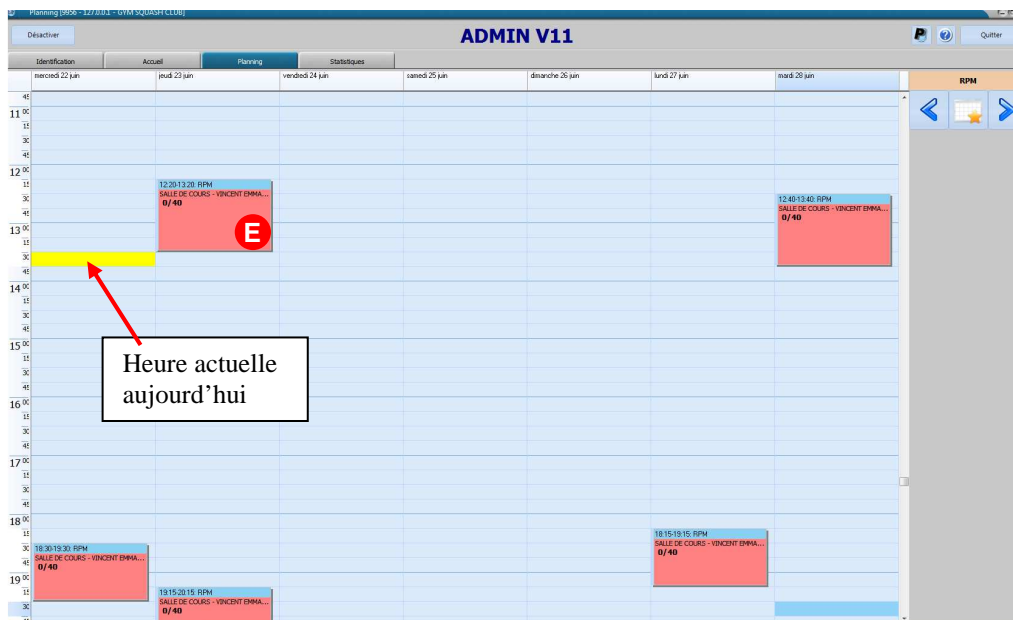 Planning [9956 - 127.0.0.1 - GYM SQUASH CLUB]
Désactiver
ADMIN V11
Quitter
Identification
Accueil
Planning
Statistiques
mercredi 22 juin
jeudi 23 juin
vendredi 24 juin
samedi 25 juin
dimanche 26 juin
lundi 27 juin
mardi 28 juin
RPM
45
11 00
15
30
45
12 00
15
30
45
13 00
15
30
45
14 00
15
30
45
15 00
15
30
45
16 00
15
30
45
17 00
15
30
45
18 00
15
30
45
19 00
15
30
12:20-13:20: RPM
SALLE DE COURS - VINCENT EMMA...
0/40
E
12:40-13:40: RPM
SALLE DE COURS - VINCENT EMMA...
0/40
Heure actuelle
aujourd'hui
18:15-19:15: RPM
SALLE DE COURS - VINCENT EMMA...
0/40
18:30-19:30: RPM
SALLE DE COURS - VINCENT EMMA...
0/40
19:15-20:15: RPM
SALLE DE COURS - VINCENT EMMA...
0/40